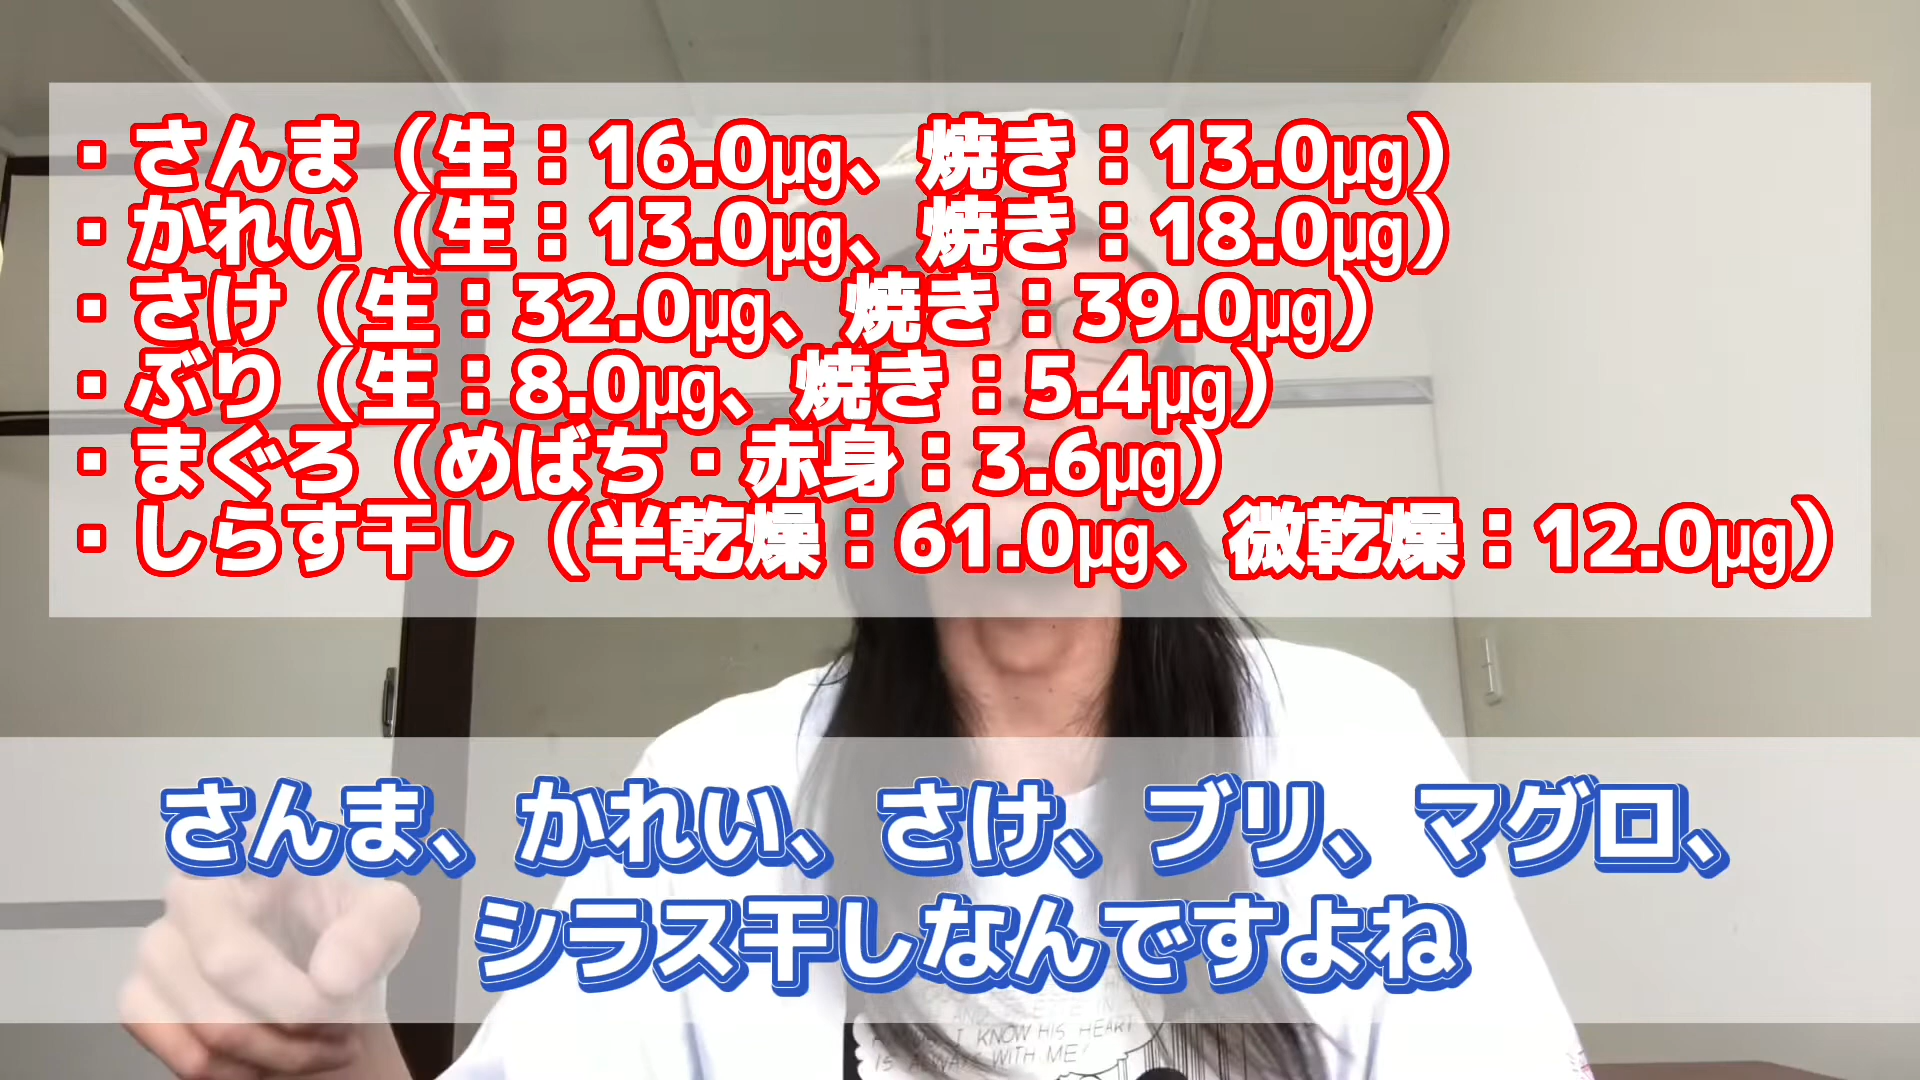 ・さんま（生：16.0μg、焼き：13.0μg）
・かれい（生：13.0μg、焼き：18.0μg）
・さけ（生：32.0μg、焼き：39.0μg）
・ぶり（生：8.0μg、焼き：5.4μg）
・まぐろ（めばち・赤身：3.6μg）
・しらす干し（半乾燥：61.0μg、微乾燥：12.0μg）
さんま、かれい、さけ、ブリ、マグロ、
シラス干しなんですよね
I KNOW HIS HEART
IS ALWAYS WITH ME!